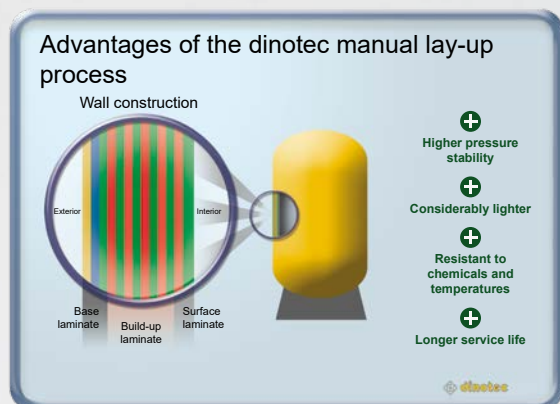 Advantages of the dinotec manual lay-up
process
Wall construction
Exterior
Interior
Base
laminate
Build-up
laminate
Surface
laminate
Higher pressure
stability
Considerably lighter
Resistant to
chemicals and
temperatures
Longer service life
dinotec